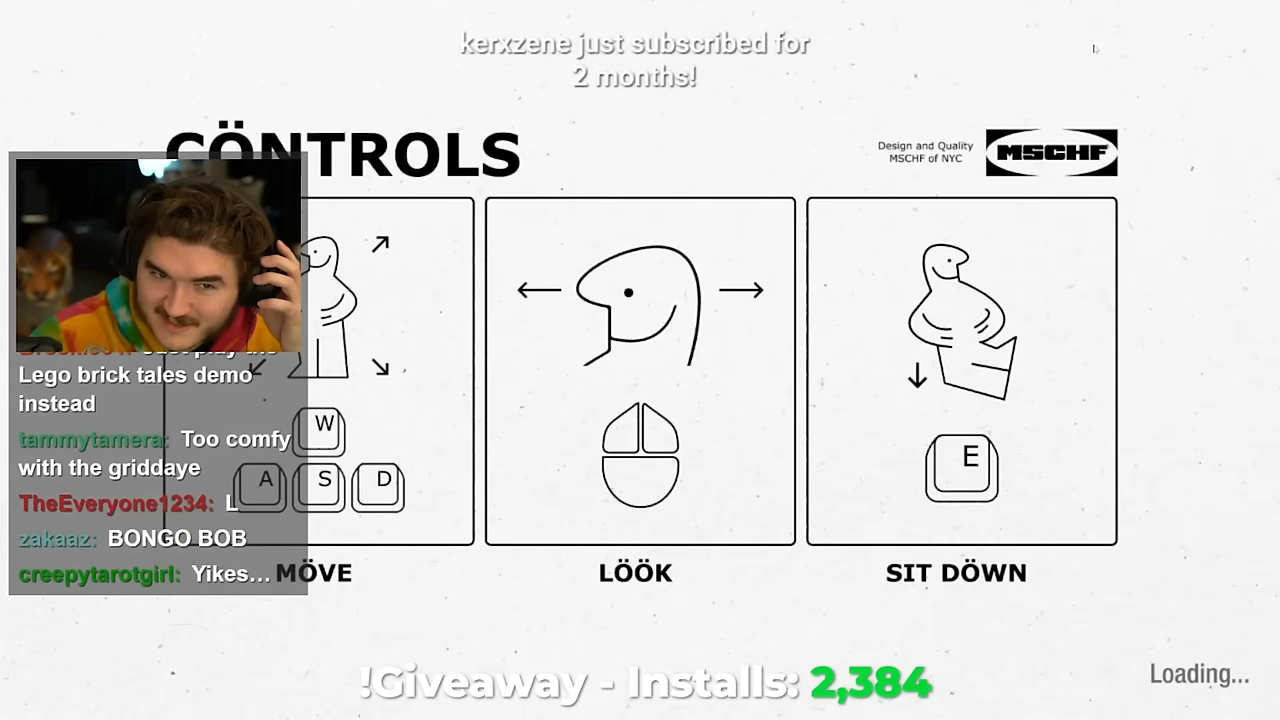 kerxzene just subscribed for
2 months!
CÖNTROLS
Design and Quality
MSCHF of NYC
MSCHF
Lego brick tales demo
instead
tammytamera: Too comfy
with the griddaye
TheEveryone1234: L
zakaaz: BONGO BOB
creepytarotgirl: Yikes...
W
A
S
D
E
MÖVE
LÖÖK
SIT DÖWN
!Giveaway - Installs: 2,384
Loading...